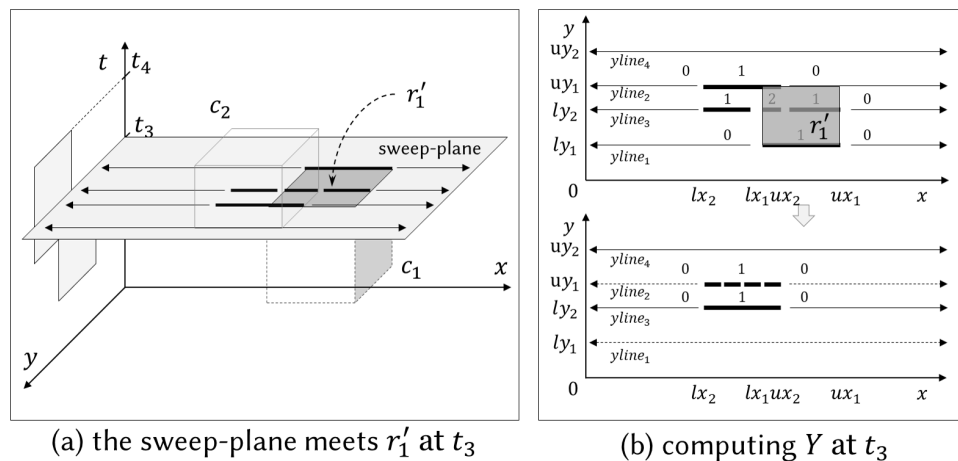 t
t₄
c₂
r₁′
t₃
sweep-plane
c₁
x
y
(a) the sweep-plane meets r₁′ at t₃
y
uy₂
yline₄
0 1 0
uy₁
yline₂
1 2 1 0
ly₂
yline₃
r₁′
0 1 0
ly₁
yline₁
0
lx₂ lx₁ux₂ ux₁ x
y
uy₂
yline₄
0 1 0
uy₁
yline₂
0 1 0
ly₂
yline₃
ly₁
yline₁
0
lx₂ lx₁ux₂ ux₁ x
(b) computing Y at t₃